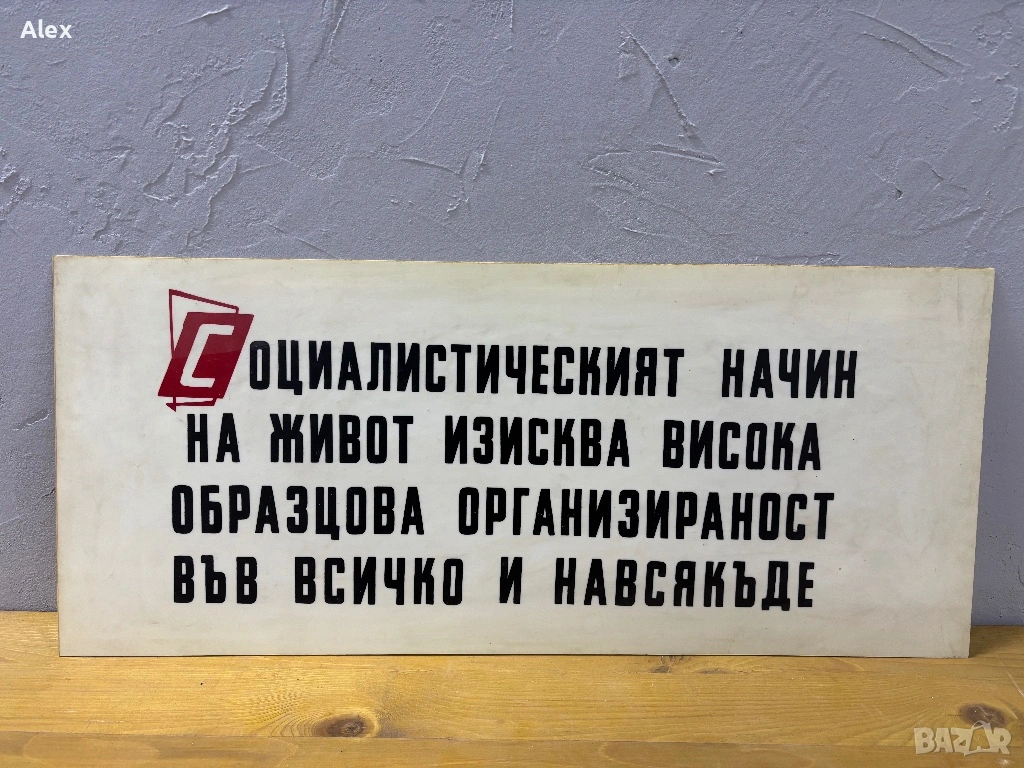 Alex
СОЦИАЛИСТИЧЕСКИЯТ НАЧИН
НА ЖИВОТ ИЗИСКВА ВИСОКА
ОБРАЗЦОВА ОРГАНИЗИРАНОСТ
ВЪВ ВСИЧКО И НАВСЯКЪДЕ
BAZAR